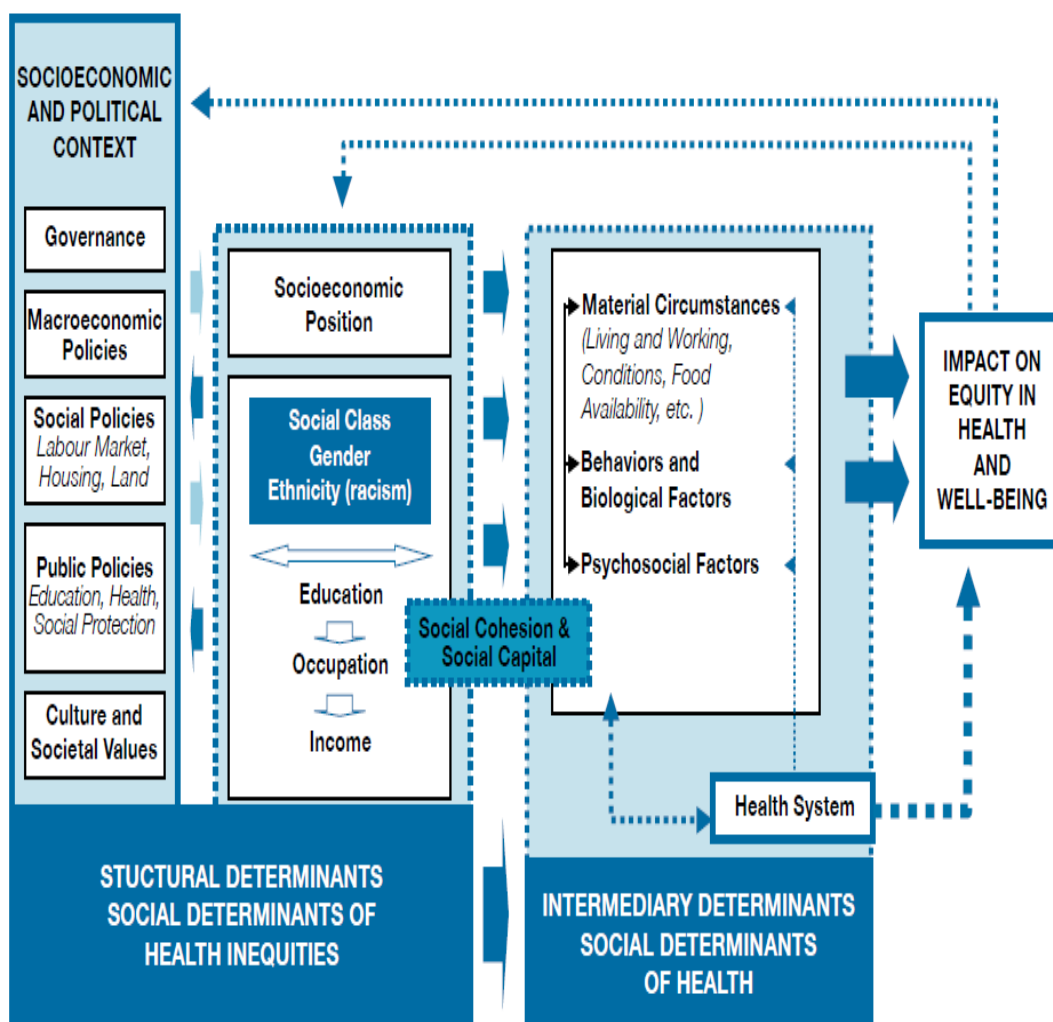 SOCIOECONOMIC
AND POLITICAL
CONTEXT
Governance
Macroeconomic
Policies
Social Policies
Labour Market,
Housing, Land
Public Policies
Education, Health,
Social Protection
Culture and
Societal Values
Socioeconomic
Position
Social Class
Gender
Ethnicity (racism)
Education
Occupation
Income
Social Cohesion &
Social Capital
Material Circumstances
(Living and Working,
Conditions, Food
Availability, etc. )
Behaviors and
Biological Factors
Psychosocial Factors
Health System
IMPACT ON
EQUITY IN
HEALTH
AND
WELL-BEING
STUCTURAL DETERMINANTS
SOCIAL DETERMINANTS OF
HEALTH INEQUITIES
INTERMEDIARY DETERMINANTS
SOCIAL DETERMINANTS
OF HEALTH